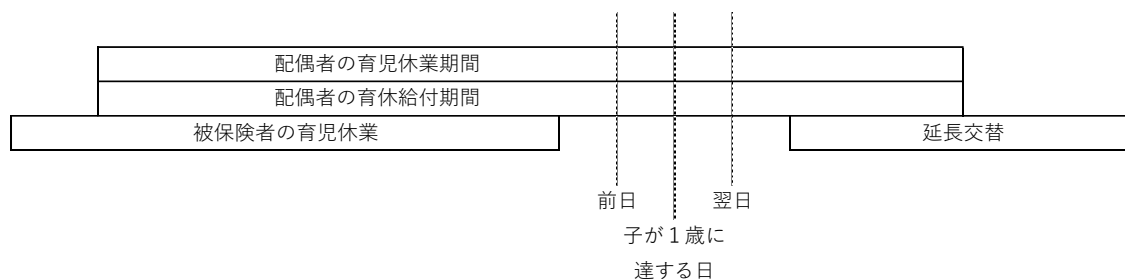 配偶者の育児休業期間
配偶者の育休給付期間
被保険者の育児休業
延長交替
前日
翌日
子が１歳に
達する日